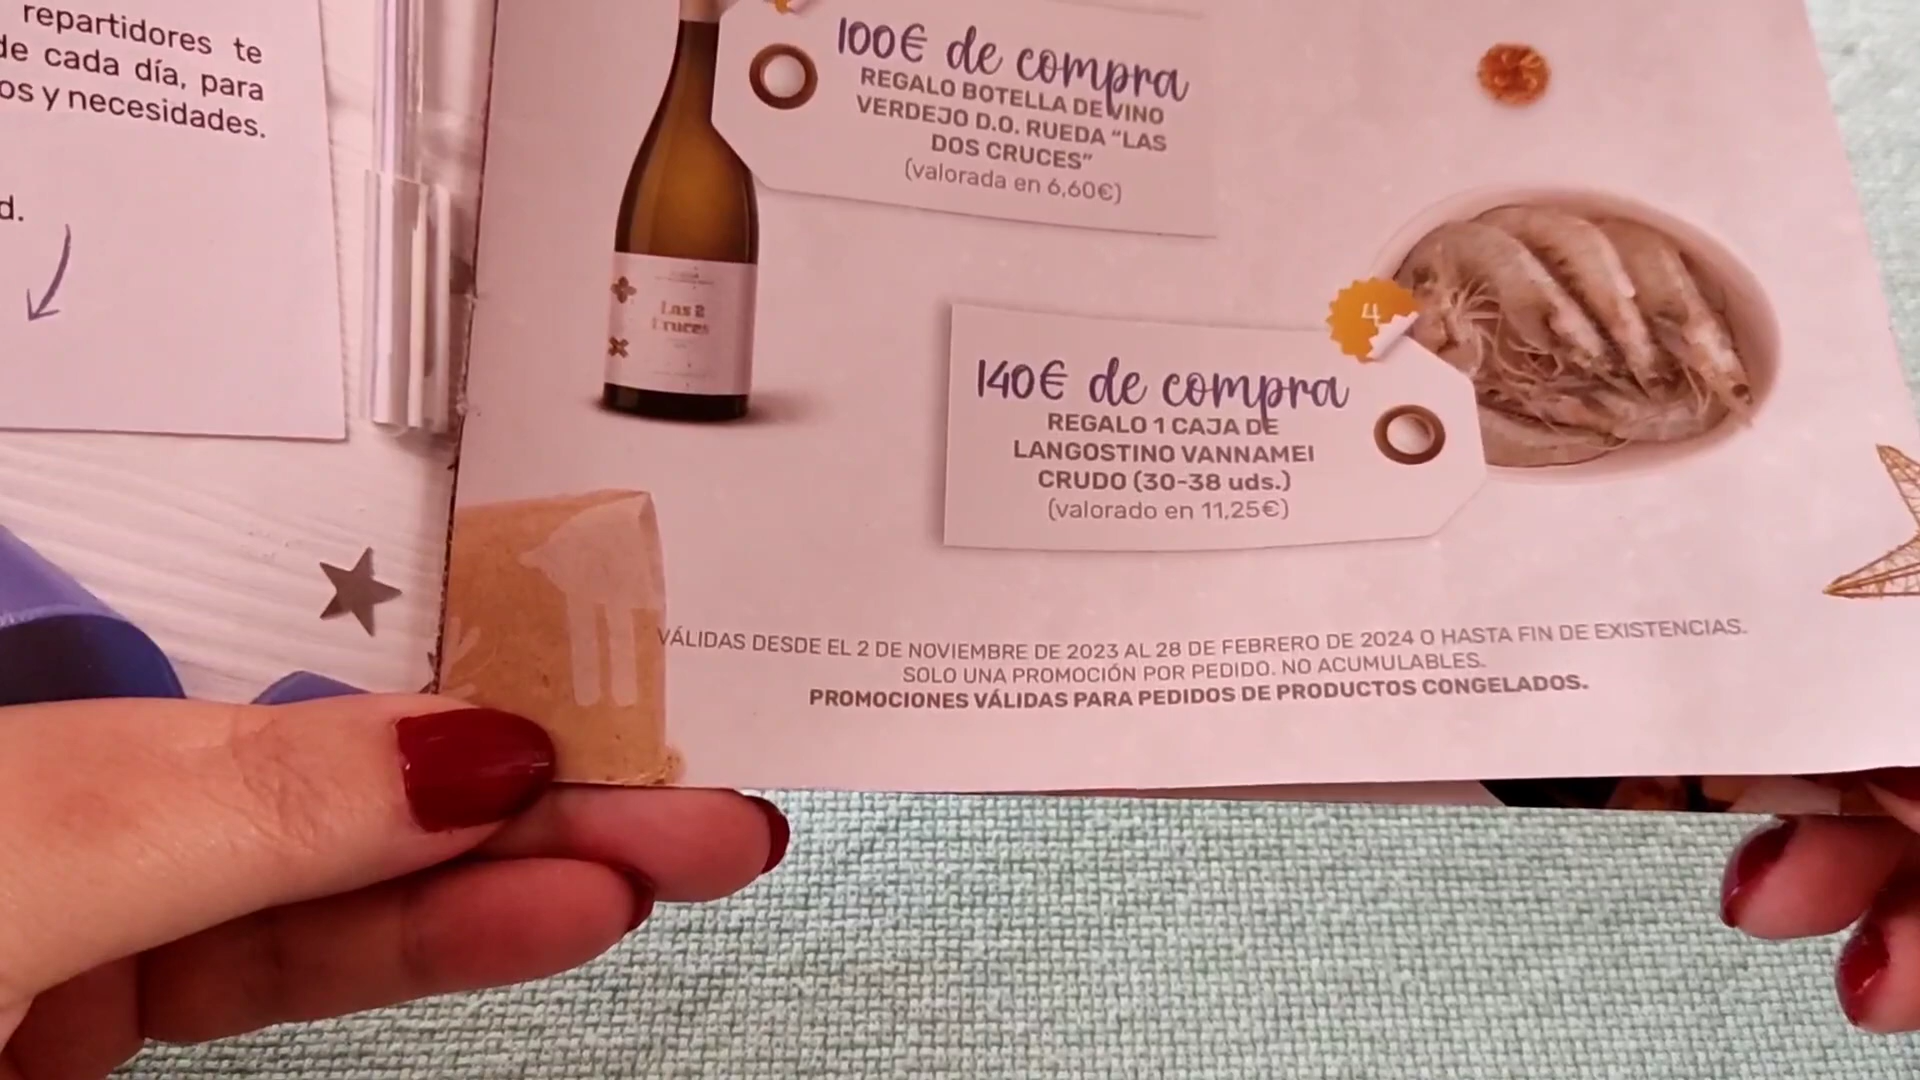 repartidores te
de cada día, para
os y necesidades.
d.
100€ de compra
REGALO BOTELLA DE VINO
VERDEJO D.O. RUEDA "LAS
DOS CRUCES"
(valorada en 6,60€)
Las 2
Cruces
4
140€ de compra
REGALO 1 CAJA DE
LANGOSTINO VANNAMEI
CRUDO (30-38 uds.)
(valorado en 11,25€)
VÁLIDAS DESDE EL 2 DE NOVIEMBRE DE 2023 AL 28 DE FEBRERO DE 2024 O HASTA FIN DE EXISTENCIAS.
SOLO UNA PROMOCIÓN POR PEDIDO. NO ACUMULABLES.
PROMOCIONES VÁLIDAS PARA PEDIDOS DE PRODUCTOS CONGELADOS.